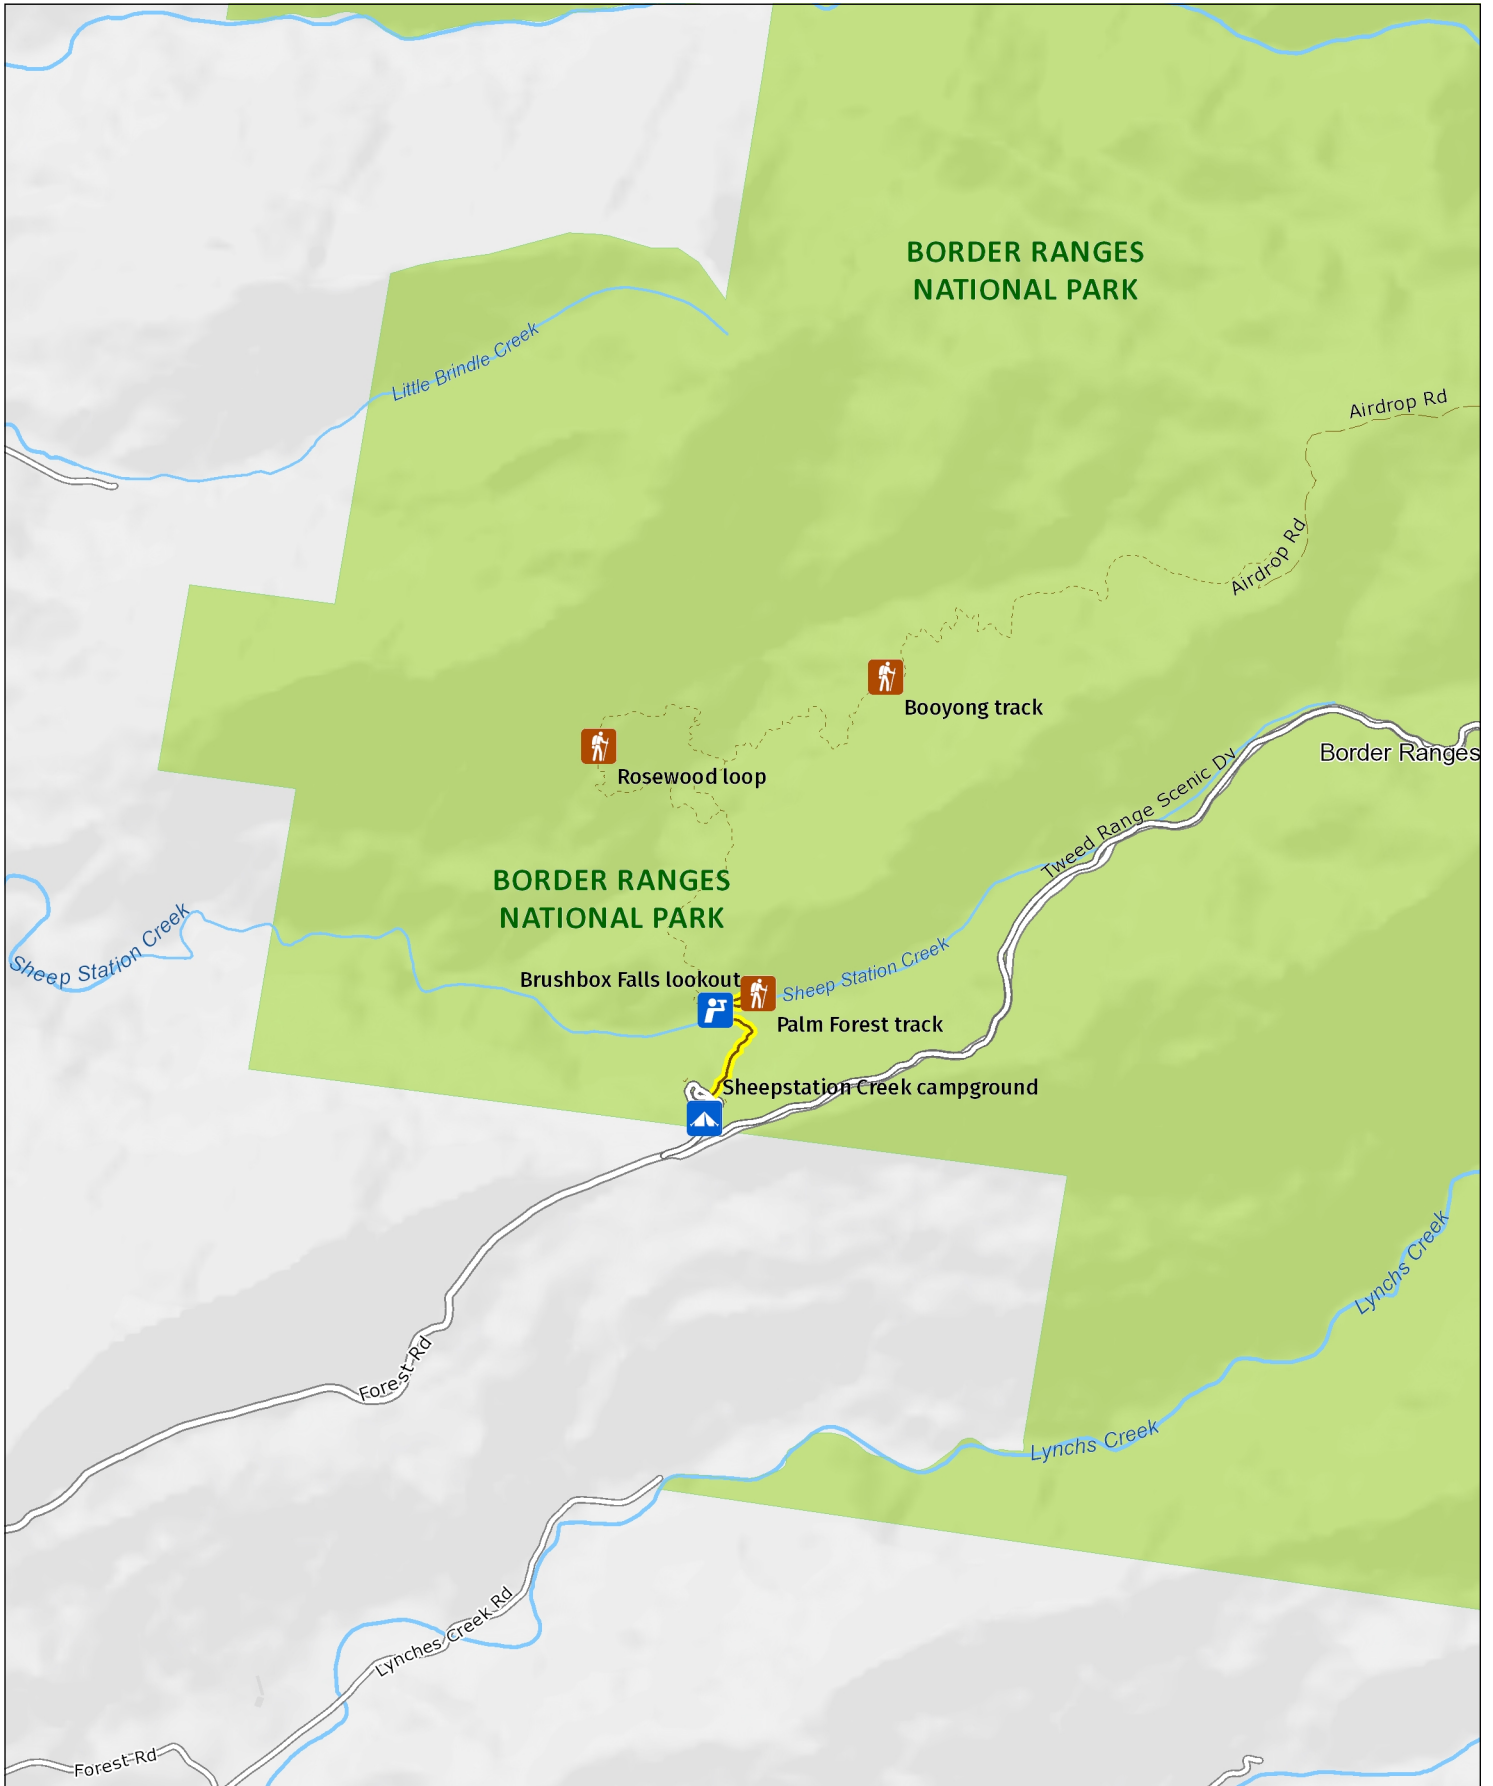 BORDER RANGES
NATIONAL PARK
Little Brindle Creek
Airdrop Rd
Airdrop Rd
Booyong track
Rosewood loop
Border Ranges
Tweed Range Scenic Dv
BORDER RANGES
NATIONAL PARK
Sheep Station Creek
Sheep Station Creek
Brushbox Falls lookout
Palm Forest track
Sheepstation Creek campground
Lynchs Creek
Forest Rd
Lynchs Creek
Lynches Creek Rd
Forest Rd